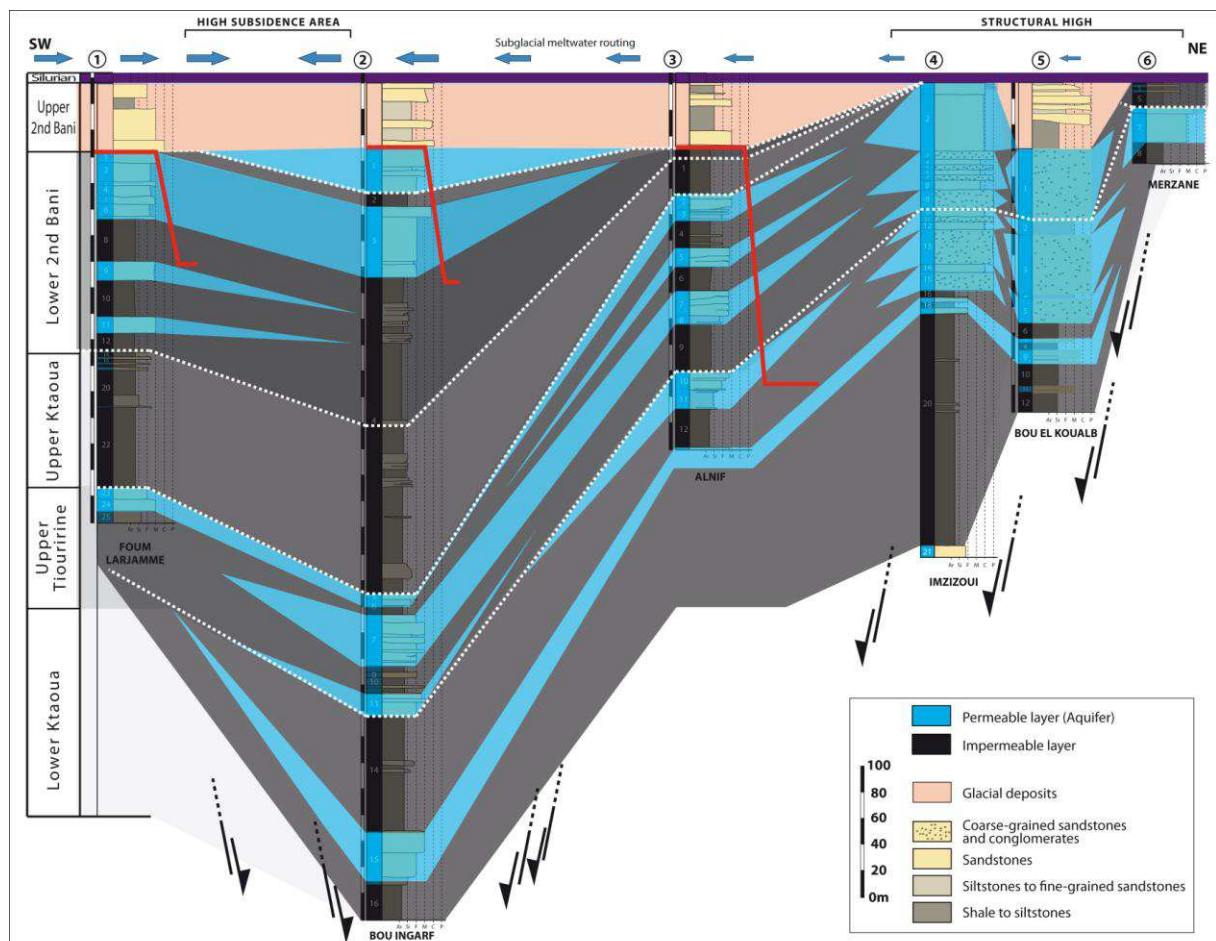 HIGH SUBSIDENCE AREA
STRUCTURAL HIGH
SW
Subglacial meltwater routing
NE
1
2
3
4
5
6
Silurian
Upper
2nd Bani
Lower 2nd Bani
Upper Ktaoua
Upper
Tiouririne
Lower Ktaoua
FOUM
LARJAMME
BOU INGARF
ALNIF
IMZIZOUI
BOU EL KOUALB
MERZANE
Ar Si F M C P
Permeable layer (Aquifer)
Impermeable layer
100
80
60
40
20
0m
Glacial deposits
Coarse-grained sandstones
and conglomerates
Sandstones
Siltstones to fine-grained sandstones
Shale to siltstones